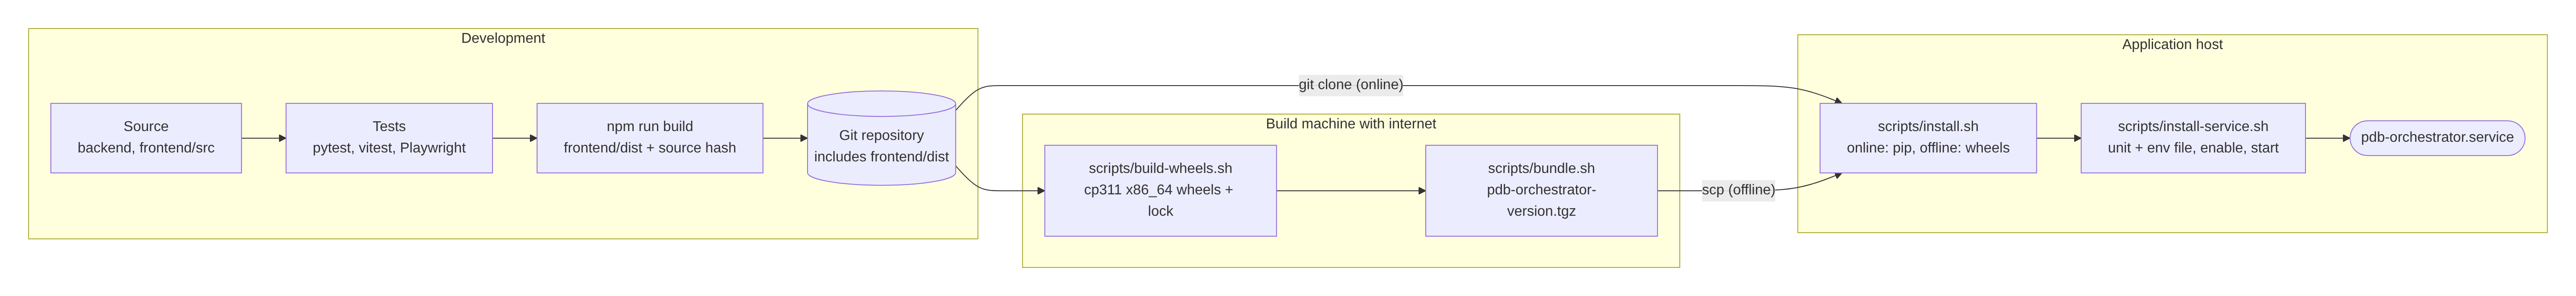 Development
Source
backend, frontend/src
Tests
pytest, vitest, Playwright
npm run build
frontend/dist + source hash
Git repository
includes frontend/dist
git clone (online)
Build machine with internet
scripts/build-wheels.sh
cp311 x86_64 wheels +
lock
scripts/bundle.sh
pdb-orchestrator-
version.tgz
scp (offline)
Application host
scripts/install.sh
online: pip, offline: wheels
scripts/install-service.sh
unit + env file, enable, start
pdb-orchestrator.service